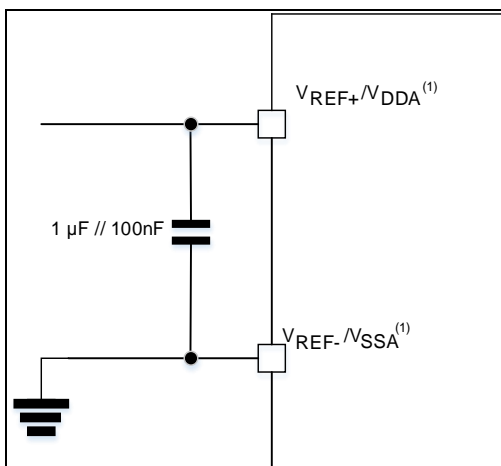 VREF+/VDDA(1)
1 µF // 100nF
VREF-/VSSA(1)